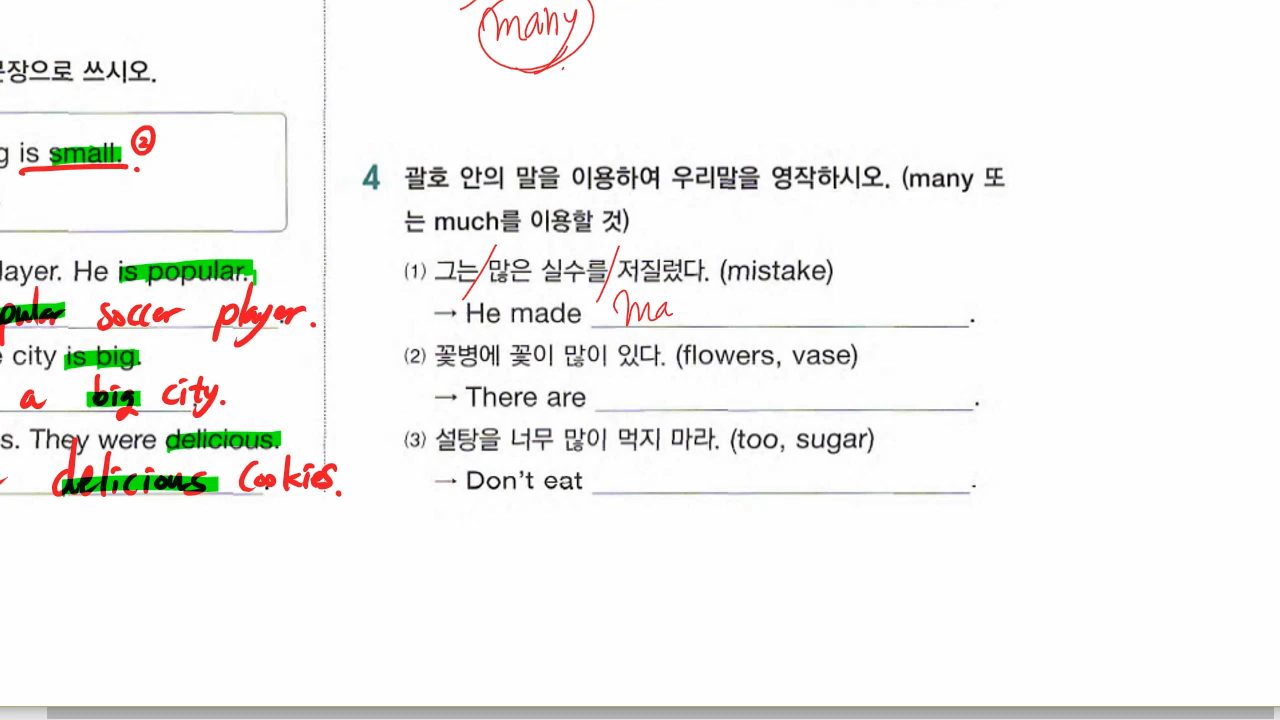 문장으로 쓰시오.
g is small. ②
layer. He is popular.
pular soccer player.
e city is big.
a big city.
s. They were delicious.
delicious cookies.
many
4 괄호 안의 말을 이용하여 우리말을 영작하시오. (many 또
는 much를 이용할 것)
(1) 그는/많은 실수를/저질렀다. (mistake)
→ He made ma .
(2) 꽃병에 꽃이 많이 있다. (flowers, vase)
→ There are .
(3) 설탕을 너무 많이 먹지 마라. (too, sugar)
→ Don't eat .